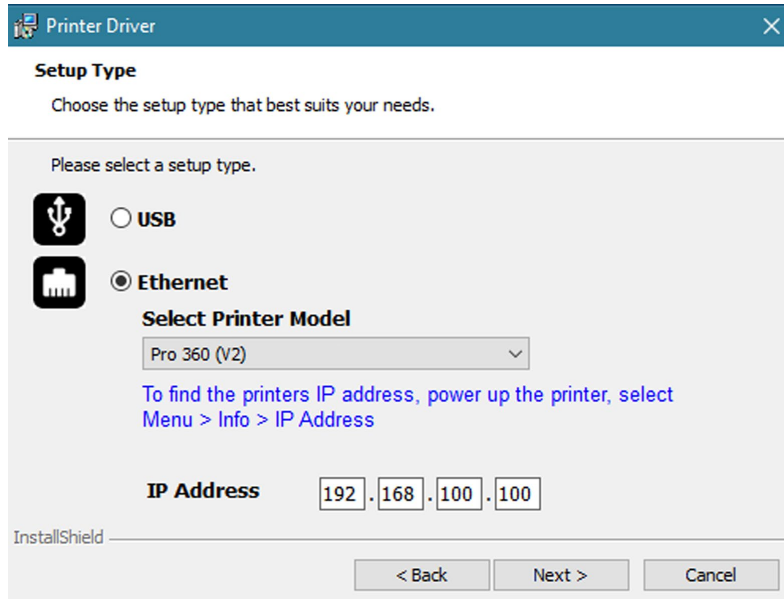 Printer Driver
Setup Type
Choose the setup type that best suits your needs.
Please select a setup type.
USB
Ethernet
Select Printer Model
Pro 360 (V2)
To find the printers IP address, power up the printer, select
Menu > Info > IP Address
IP Address 192 . 168 . 100 . 100
InstallShield
< Back Next > Cancel